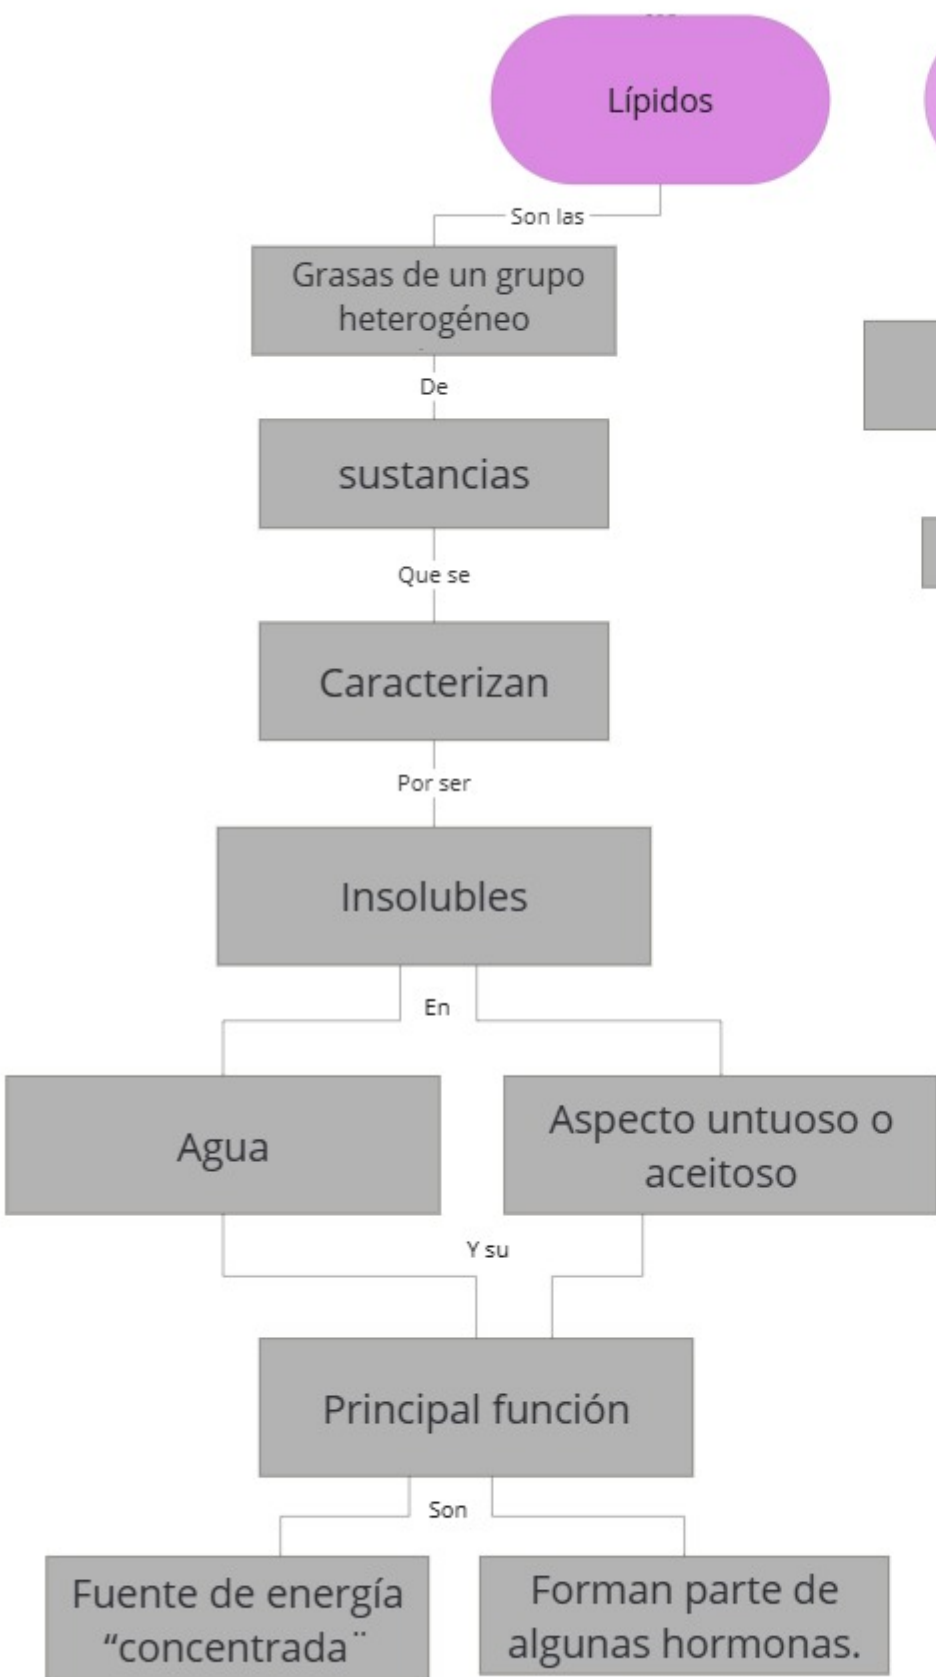 Lípidos
Son las
Grasas de un grupo
heterogéneo
De
sustancias
Que se
Caracterizan
Por ser
Insolubles
En
Agua
Aspecto untuoso o
aceitoso
Y su
Principal función
Son
Fuente de energía
“concentrada¨
Forman parte de
algunas hormonas.